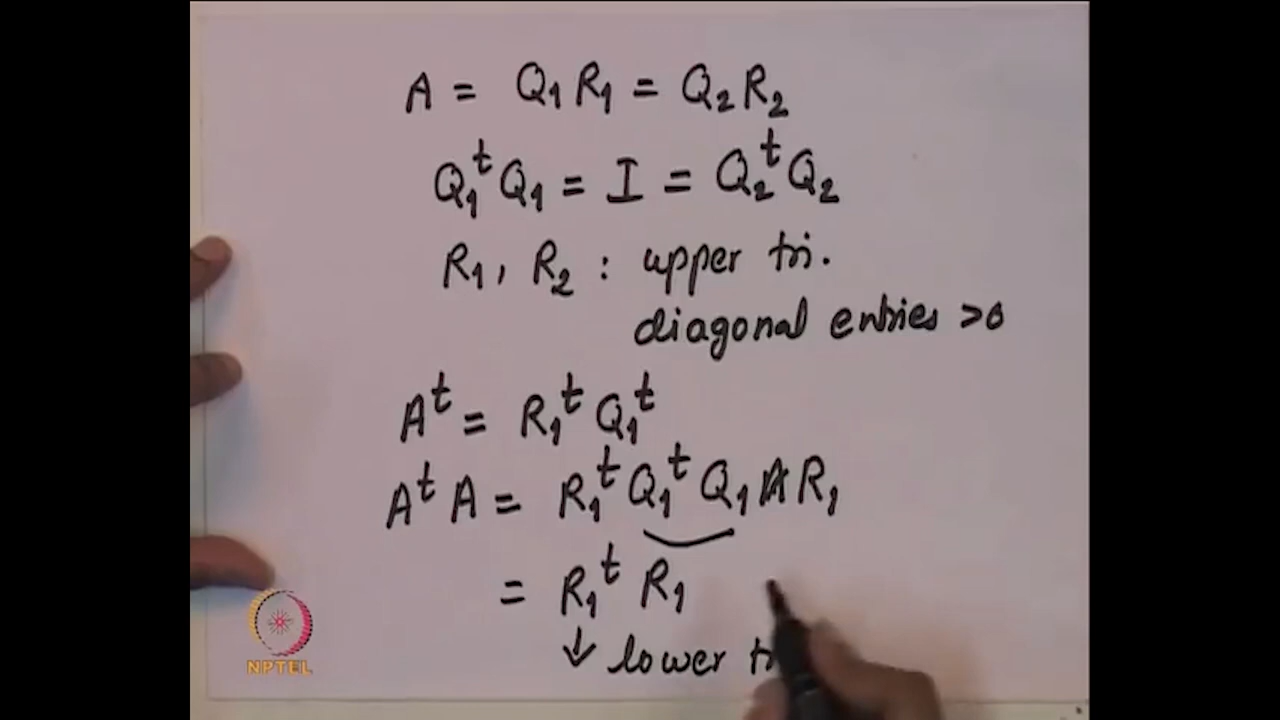 A = Q₁ R₁ = Q₂ R₂
Q₁ᵗ Q₁ = I = Q₂ᵗ Q₂
R₁, R₂ : upper tri.
diagonal entries >0
Aᵗ = R₁ᵗ Q₁ᵗ
Aᵗ A = R₁ᵗ Q₁ᵗ Q₁ R₁
= R₁ᵗ R₁
↓ lower
NPTEL